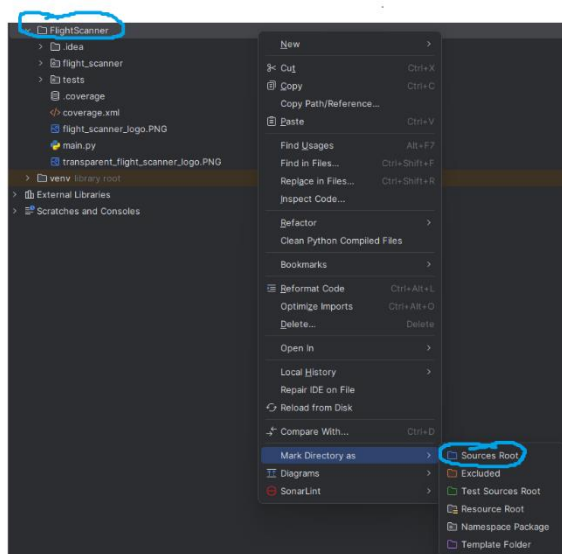 FlightScanner
.idea
flight_scanner
tests
.coverage
coverage.xml
flight_scanner_logo.PNG
main.py
transparent_flight_scanner_logo.PNG
venv library root
External Libraries
Scratches and Consoles
New
Cut Ctrl+X
Copy Ctrl+C
Copy Path/Reference...
Paste Ctrl+V
Find Usages Alt+F7
Find in Files... Ctrl+Shift+F
Replace in Files... Ctrl+Shift+R
Inspect Code...
Refactor
Clean Python Compiled Files
Bookmarks
Reformat Code Ctrl+Alt+L
Optimize Imports Ctrl+Alt+O
Delete... Delete
Open In
Local History
Repair IDE on File
Reload from Disk
Compare With... Ctrl+D
Mark Directory as
Diagrams
SonarLint
Sources Root
Excluded
Test Sources Root
Resource Root
Namespace Package
Template Folder